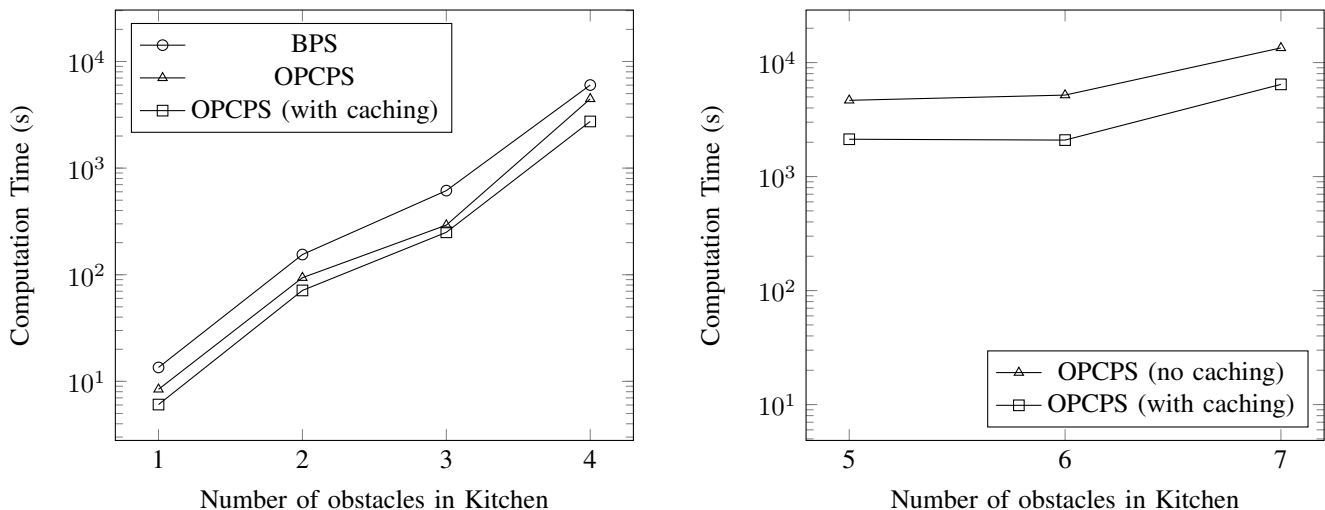 Computation Time (s)
10^4
10^3
10^2
10^1
BPS
OPCPS
OPCPS (with caching)
1 2 3 4
Number of obstacles in Kitchen
Computation Time (s)
10^4
10^3
10^2
10^1
OPCPS (no caching)
OPCPS (with caching)
5 6 7
Number of obstacles in Kitchen